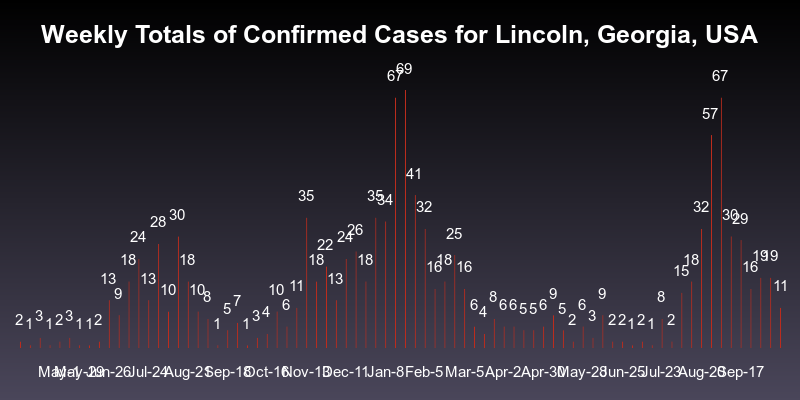 Weekly Totals of Confirmed Cases for Lincoln, Georgia, USA
2 1 3 1 2 3 1 1 2 13 9 18 24 13 28 10 30 18 10 8 1 5 7 1 3 4 10 6 11 35 18 22 13 24 26 18 35 34 67 69 41 32 16 18 25 16 6 4 8 6 6 5 5 6 9 5 2 6 3 9 2 2 1 2 1 8 2 15 18 32 57 67 30 29 16 19 19 11
May-1 May-29 Jun-26 Jul-24 Aug-21 Sep-18 Oct-16 Nov-13 Dec-11 Jan-8 Feb-5 Mar-5 Apr-2 Apr-30 May-28 Jun-25 Jul-23 Aug-20 Sep-17